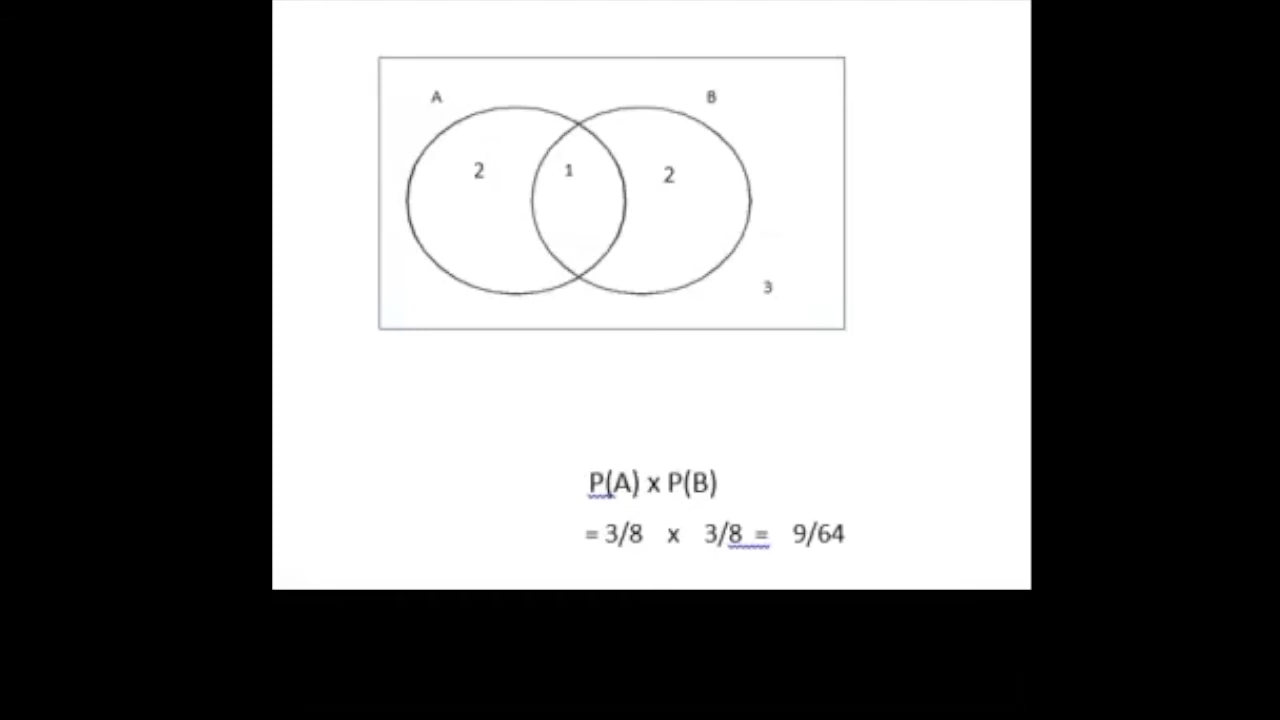 A B
2 1 2
3
P(A) x P(B)
= 3/8 x 3/8 = 9/64